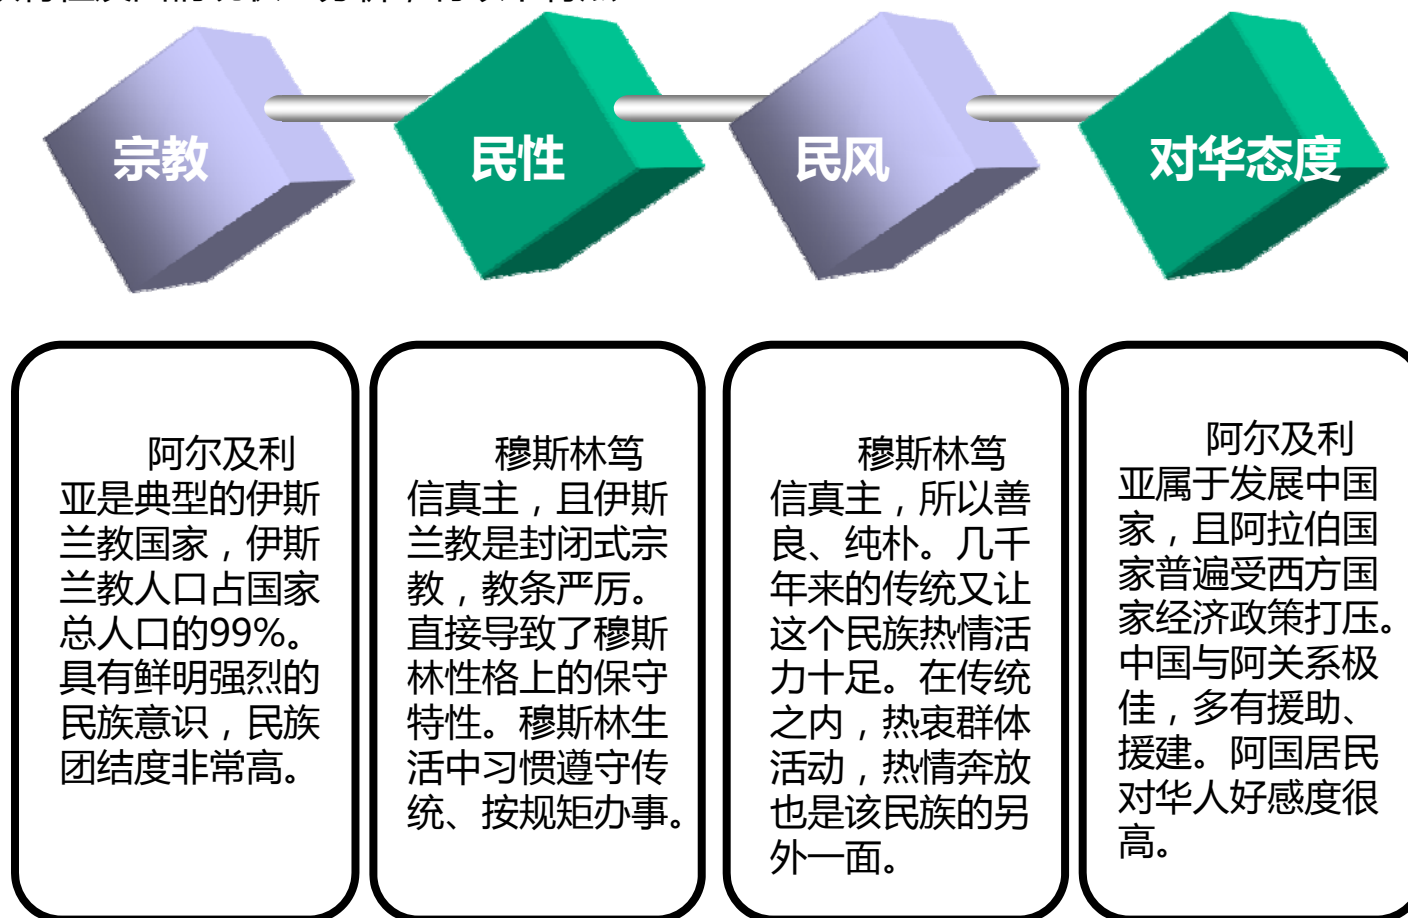 宗教
民性
民风
对华态度
阿尔及利
亚是典型的伊斯
兰教国家，伊斯
兰教人口占国家
总人口的99%。
具有鲜明强烈的
民族意识，民族
团结度非常高。
穆斯林笃
信真主，且伊斯
兰教是封闭式宗
教，教条严厉。
直接导致了穆斯
林性格上的保守
特性。穆斯林生
活中习惯遵守传
统、按规矩办事。
穆斯林笃
信真主，所以善
良、纯朴。几千
年来的传统又让
这个民族热情活
力十足。在传统
之内，热衷群体
活动，热情奔放
也是该民族的另
外一面。
阿尔及利
亚属于发展中国
家，且阿拉伯国
家普遍受西方国
家经济政策打压。
中国与阿关系极
佳，多有援助、
援建。阿国居民
对华人好感度很
高。